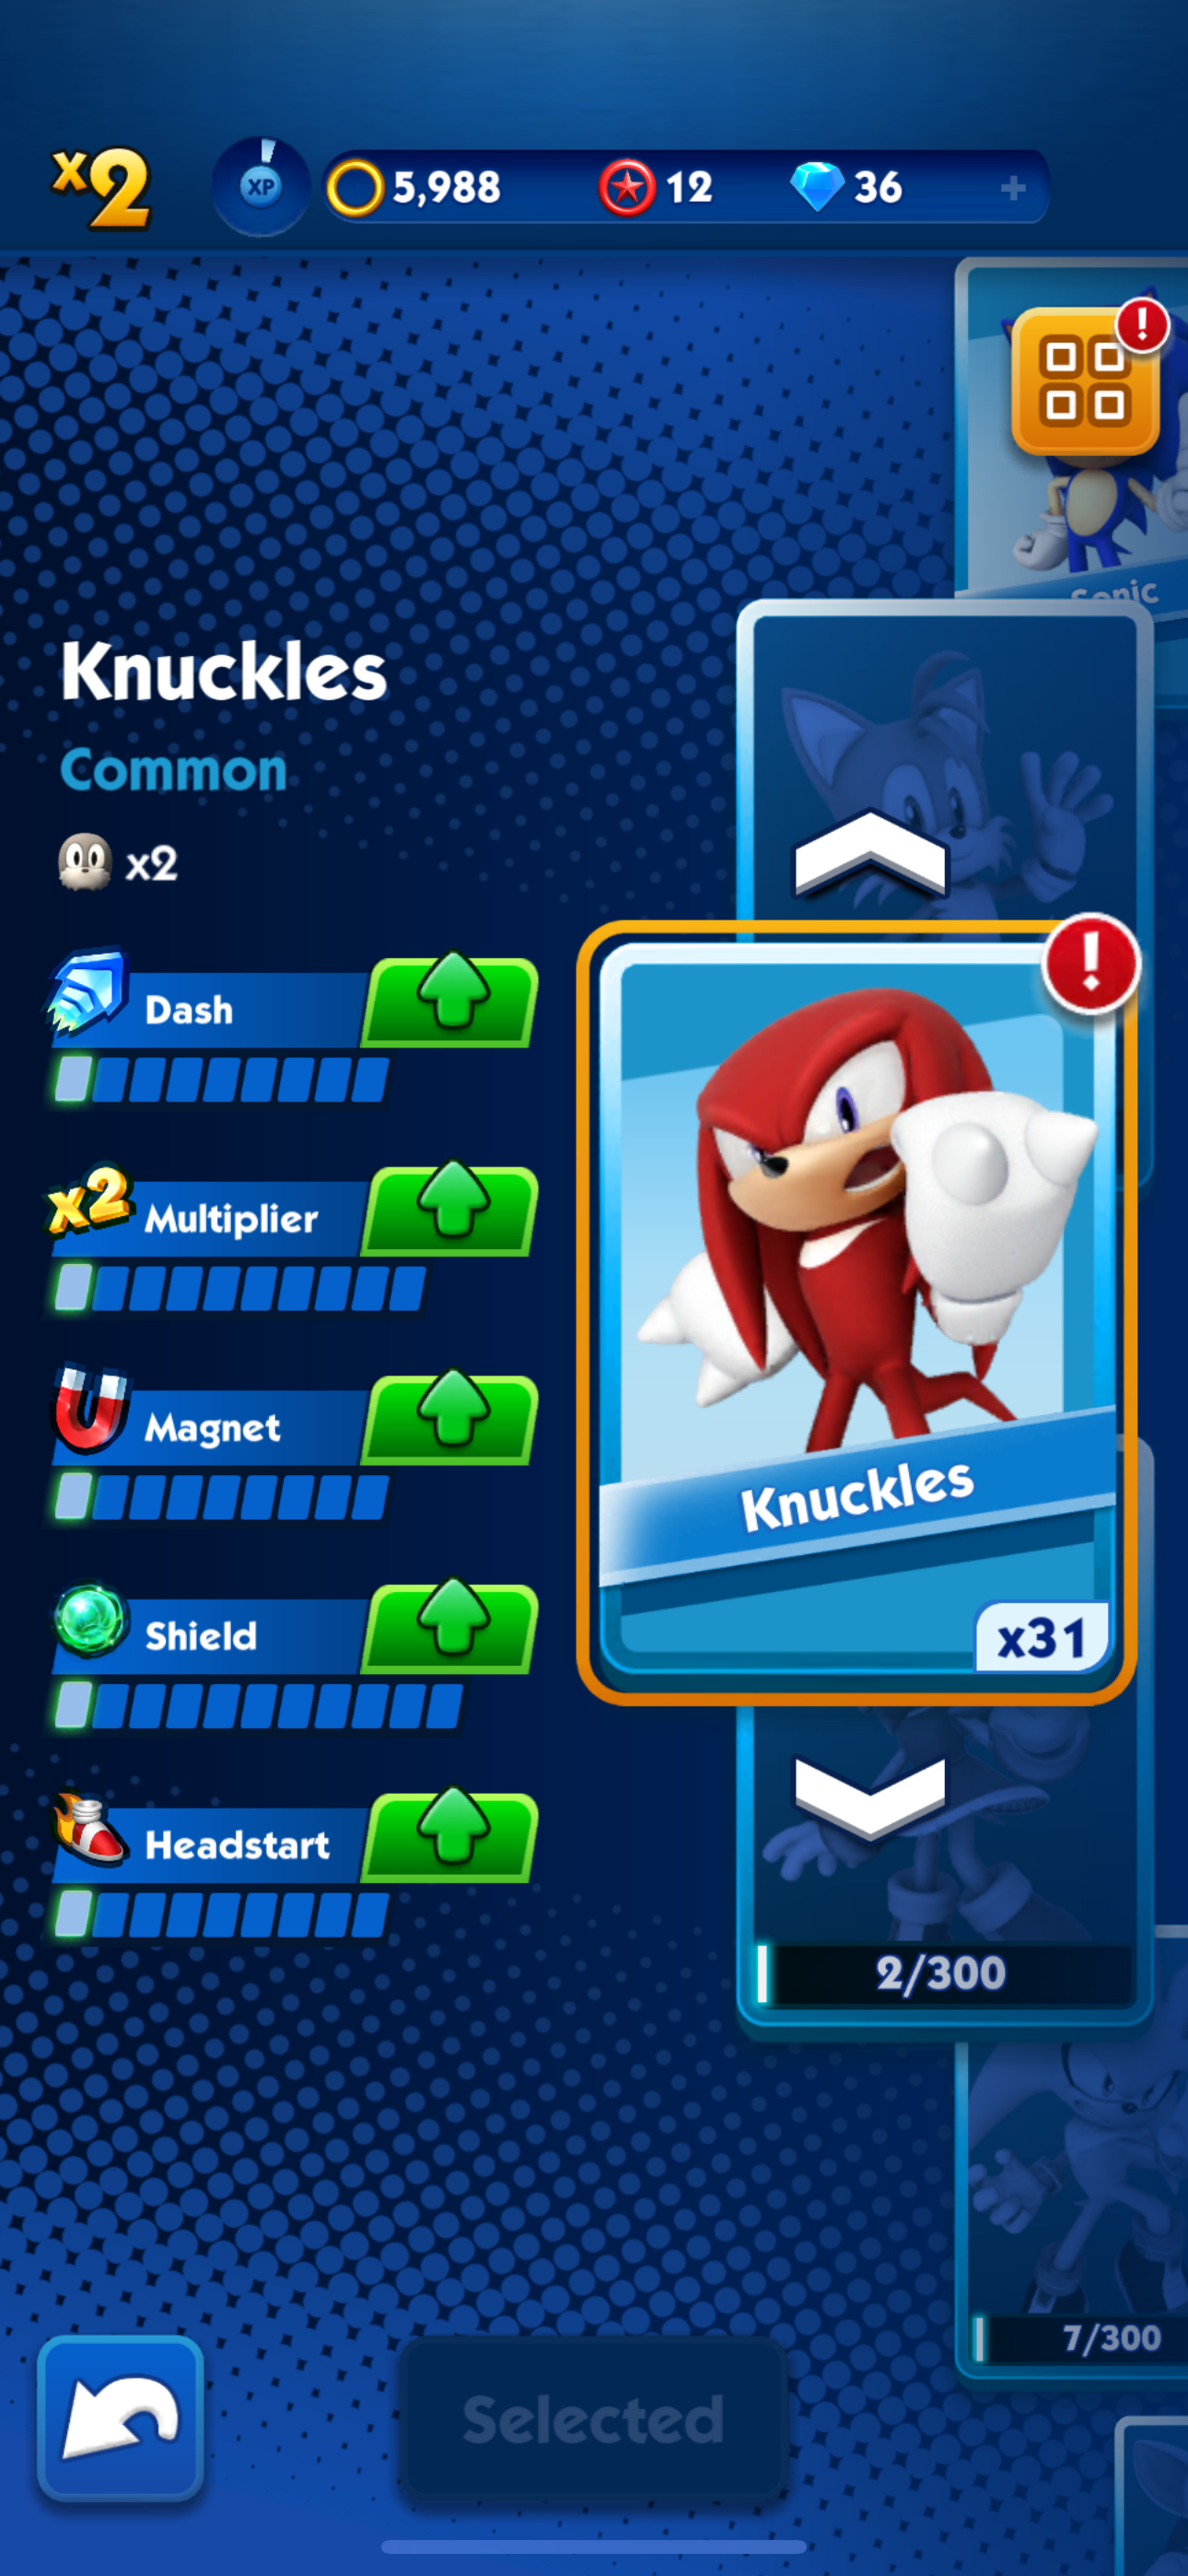 x2
XP
5,988
12
36
!
Sonic
Knuckles
Common
x2
!
Dash
x2
Multiplier
Magnet
Knuckles
Shield
x31
Headstart
2/300
7/300
Selected